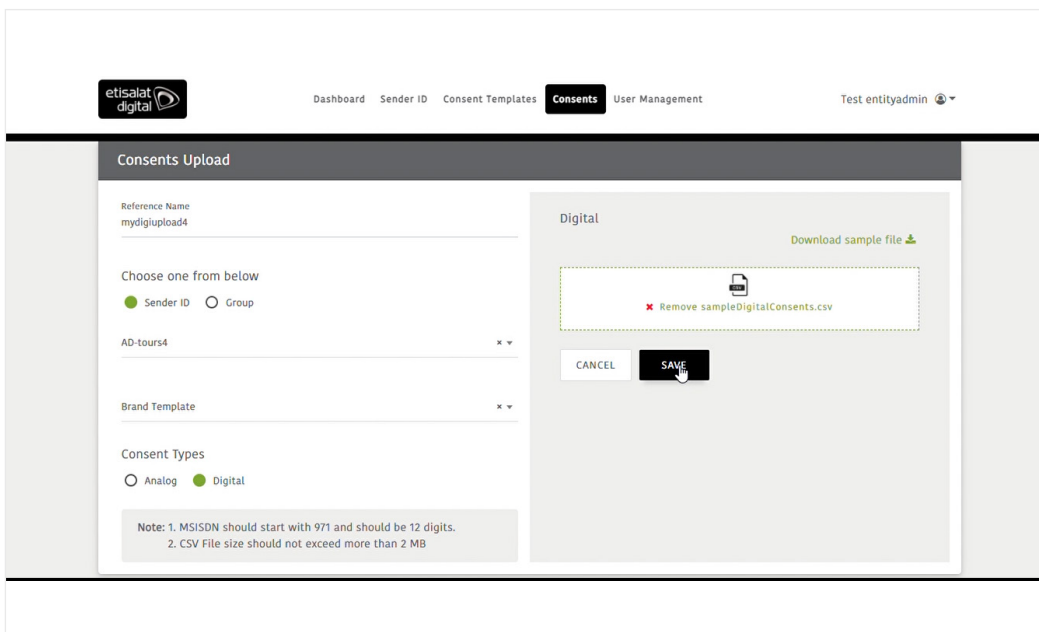 etisalat
digital
Dashboard Sender ID Consent Templates Consents User Management Test entityadmin
Consents Upload
Reference Name
mydigiupload4
Choose one from below
Sender ID Group
AD-tours4
Brand Template
Consent Types
Analog Digital
Note: 1. MSISDN should start with 971 and should be 12 digits.
2. CSV File size should not exceed more than 2 MB
Digital
Download sample file
CSV
Remove sampleDigitalConsents.csv
CANCEL SAVE